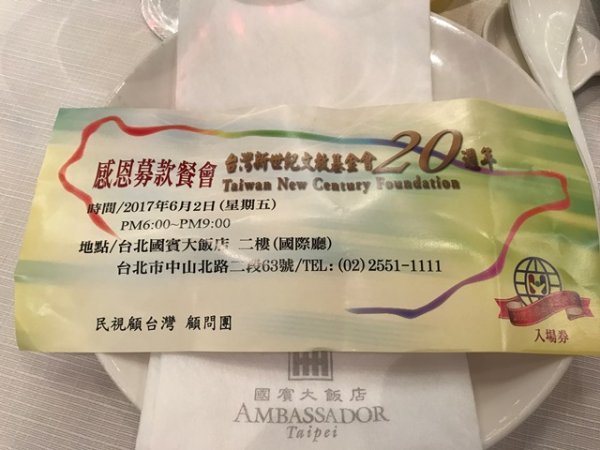 台灣新世紀文教基金會 20 週年
感恩募款餐會
Taiwan New Century Foundation
時間/2017年6月2日(星期五)
PM6:00~PM9:00
地點/台北國賓大飯店 二樓(國際廳)
台北市中山北路二段63號/TEL: (02) 2551-1111
民視顧台灣 顧問團
入場券
國賓大飯店
AMBASSADOR
Taipei